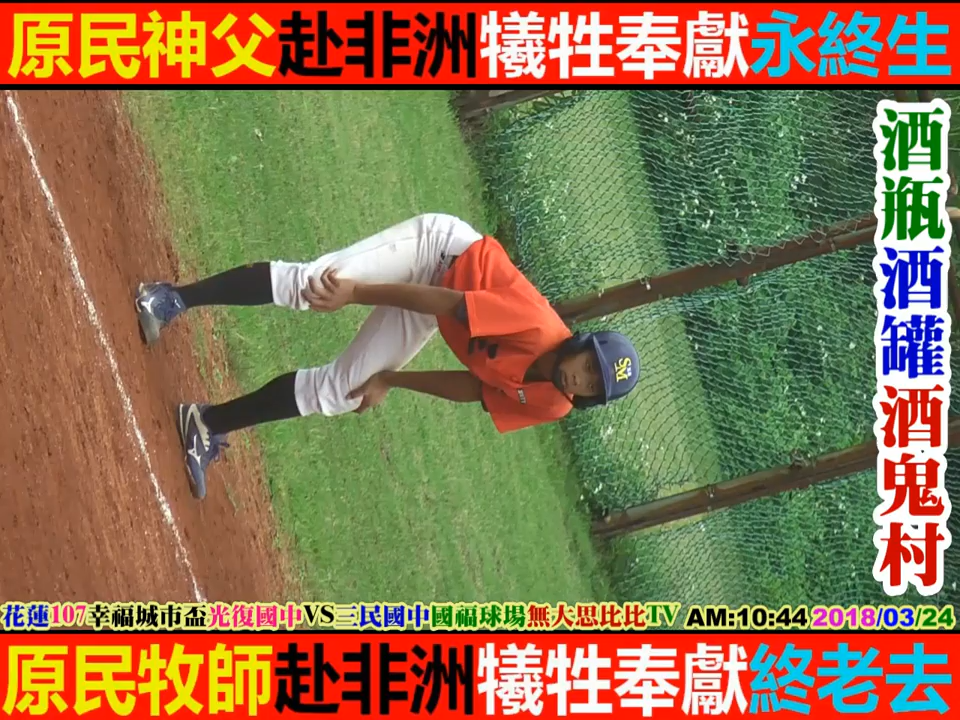 原民神父赴非洲犧牲奉獻永終生
酒瓶酒罐酒鬼村
SM
花蓮107幸福城市盃光復國中VS三民國中國福球場無大思比比TV AM:10:44 2018/03/24
原民牧師赴非洲犧牲奉獻終老去